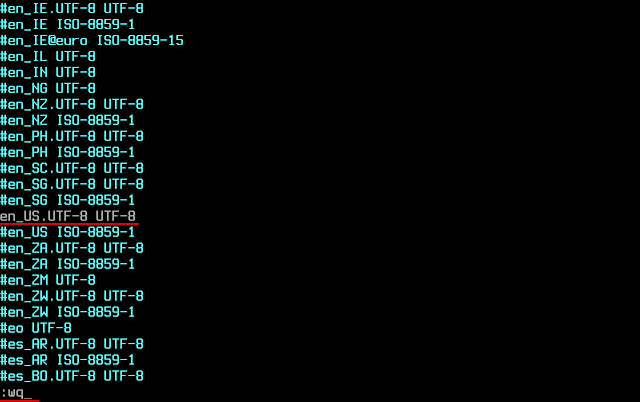 #en_IE.UTF-8 UTF-8
#en_IE ISO-8859-1
#en_IE@euro ISO-8859-15
#en_IL UTF-8
#en_IN UTF-8
#en_NG UTF-8
#en_NZ.UTF-8 UTF-8
#en_NZ ISO-8859-1
#en_PH.UTF-8 UTF-8
#en_PH ISO-8859-1
#en_SC.UTF-8 UTF-8
#en_SG.UTF-8 UTF-8
#en_SG ISO-8859-1
en_US.UTF-8 UTF-8
#en_US ISO-8859-1
#en_ZA.UTF-8 UTF-8
#en_ZA ISO-8859-1
#en_ZM UTF-8
#en_ZW.UTF-8 UTF-8
#en_ZW ISO-8859-1
#eo UTF-8
#es_AR.UTF-8 UTF-8
#es_AR ISO-8859-1
#es_BO.UTF-8 UTF-8
:wq_